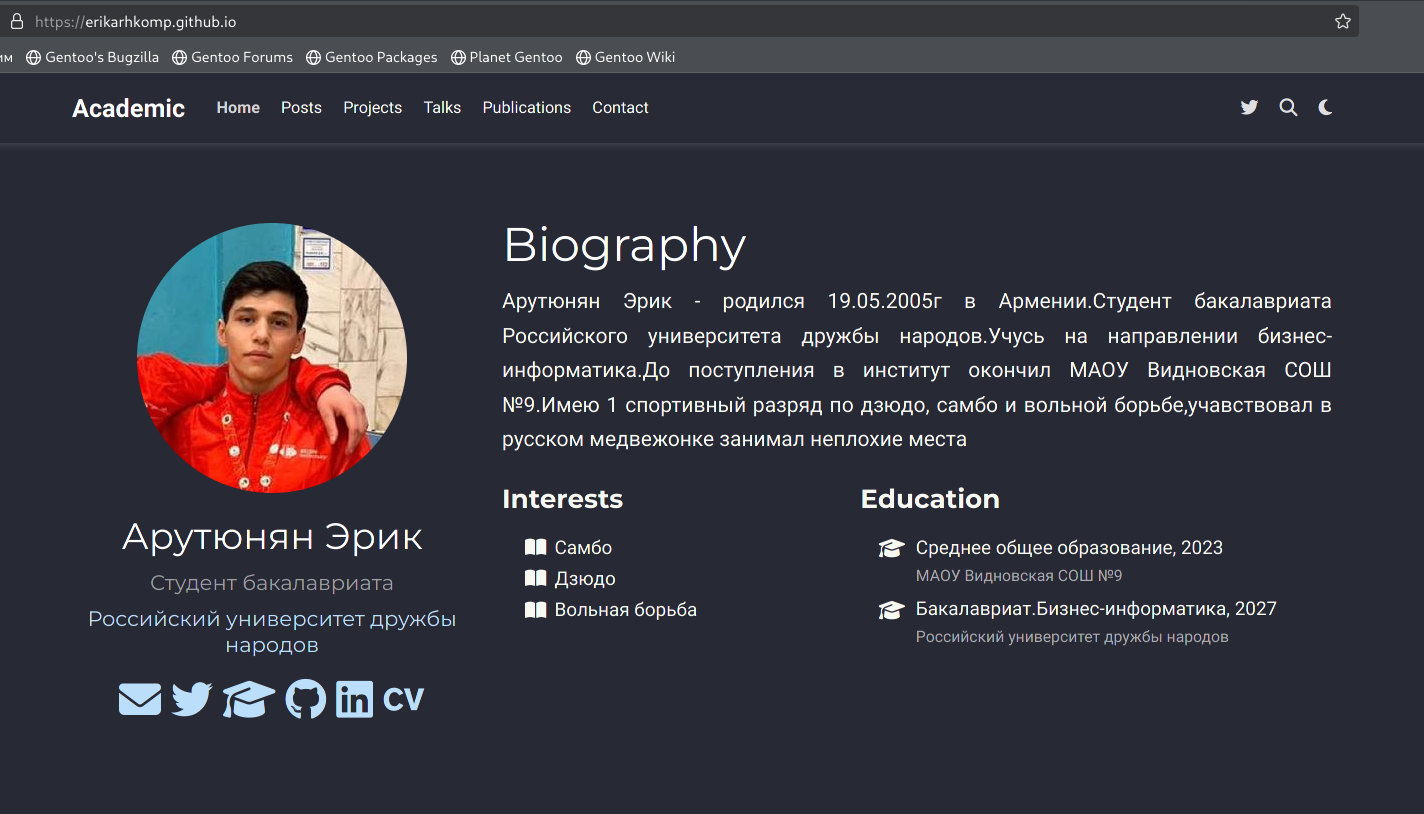 https://erikarhkomp.github.io
им Gentoo's Bugzilla Gentoo Forums Gentoo Packages Planet Gentoo Gentoo Wiki
Academic Home Posts Projects Talks Publications Contact
Biography
Арутюнян Эрик - родился 19.05.2005г в Армении.Студент бакалавриата
Российского университета дружбы народов.Учусь на направлении бизнес-
информатика.До поступления в институт окончил МАОУ Видновская СОШ
№9.Имею 1 спортивный разряд по дзюдо, самбо и вольной борьбе,учавствовал в
русском медвежонке занимал неплохие места
Арутюнян Эрик
Студент бакалавриата
Российский университет дружбы
народов
CV
Interests
Самбо
Дзюдо
Вольная борьба
Education
Среднее общее образование, 2023
МАОУ Видновская СОШ №9
Бакалавриат.Бизнес-информатика, 2027
Российский университет дружбы народов